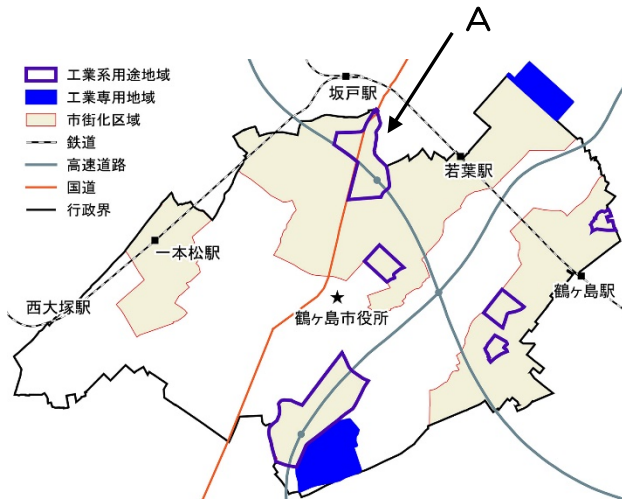 A
工業系用途地域
工業専用地域
市街化区域
鉄道
高速道路
国道
行政界
坂戸駅
若葉駅
一本松駅
西大塚駅
鶴ヶ島市役所
鶴ヶ島駅